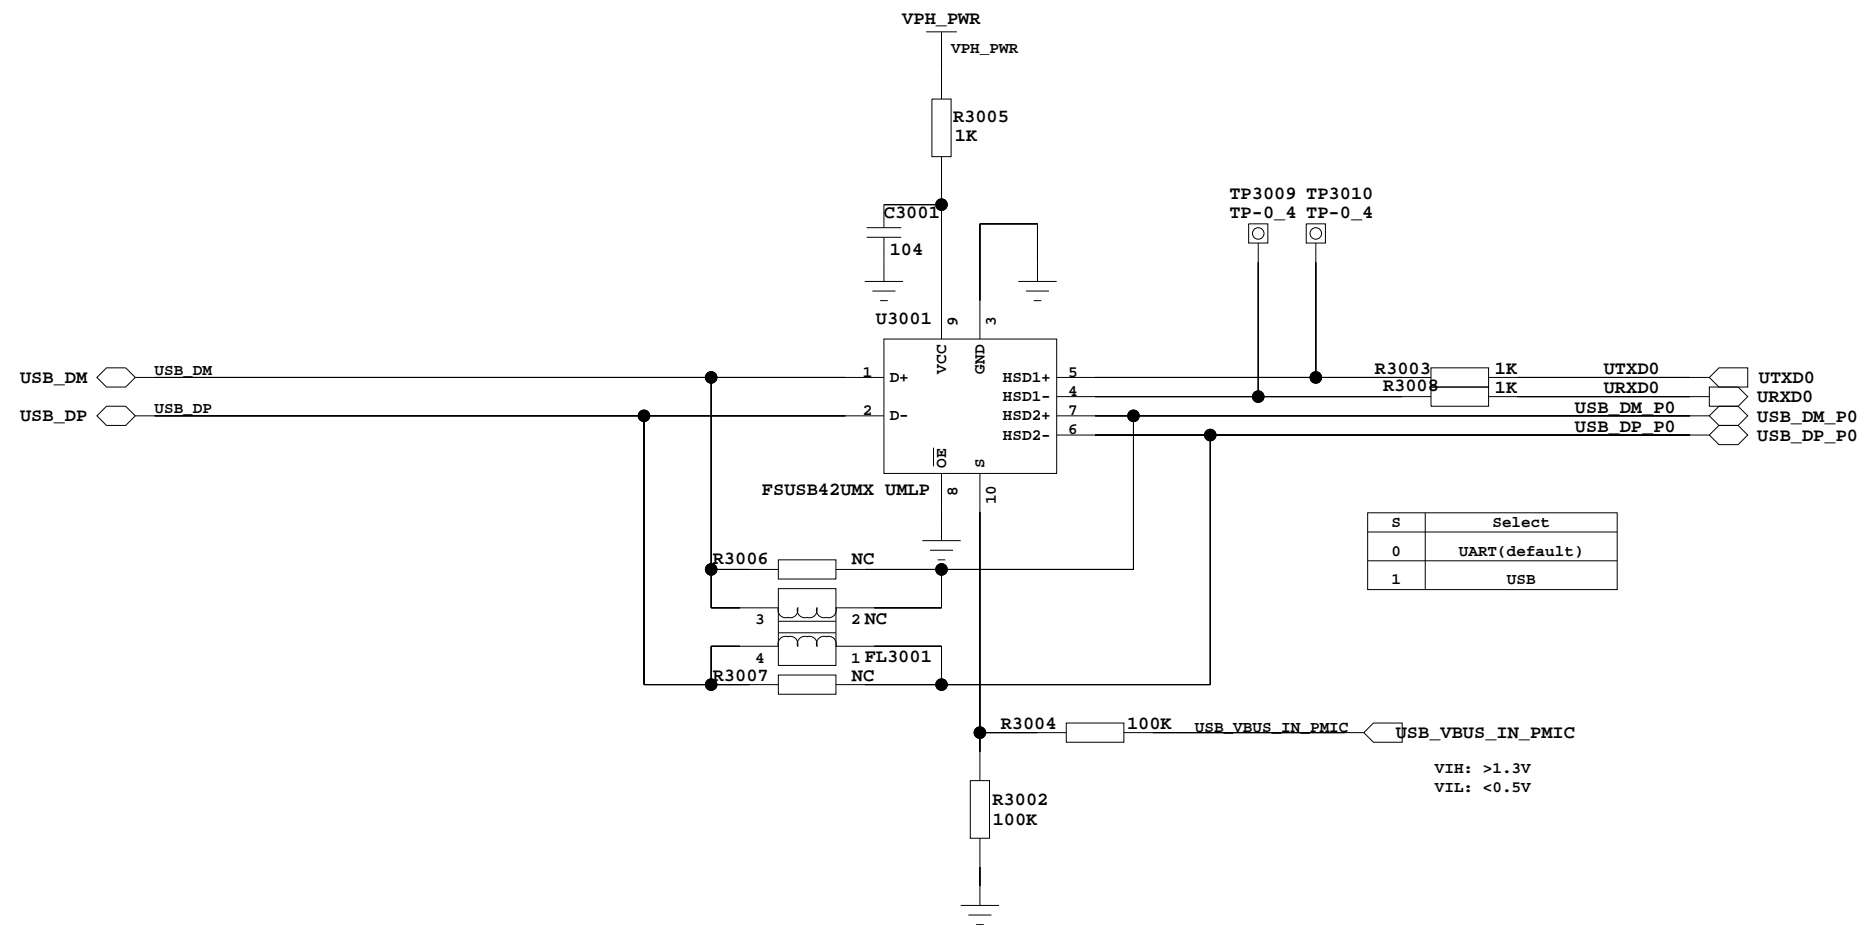 VPH_PWR
VPH_PWR
R3005
1K
C3001
104
TP3009 TP3010
TP-0_4 TP-0_4
U3001
9
3
VCC
GND
USB_DM
USB_DM
1
D+
HSD1+
5
R3003
1K
UTXD0
UTXD0
HSD1-
4
R3008
1K
URXD0
URXD0
USB_DP
USB_DP
2
D-
HSD2+
7
USB_DM_P0
USB_DM_P0
HSD2-
6
USB_DP_P0
USB_DP_P0
OE
S
FSUSB42UMX UMLP
8
10
S Select
0 UART(default)
1 USB
R3006
NC
3
2
NC
4
1
FL3001
R3007
NC
R3004
100K
USB_VBUS_IN_PMIC
USB_VBUS_IN_PMIC
VIH: >1.3V
VIL: <0.5V
R3002
100K